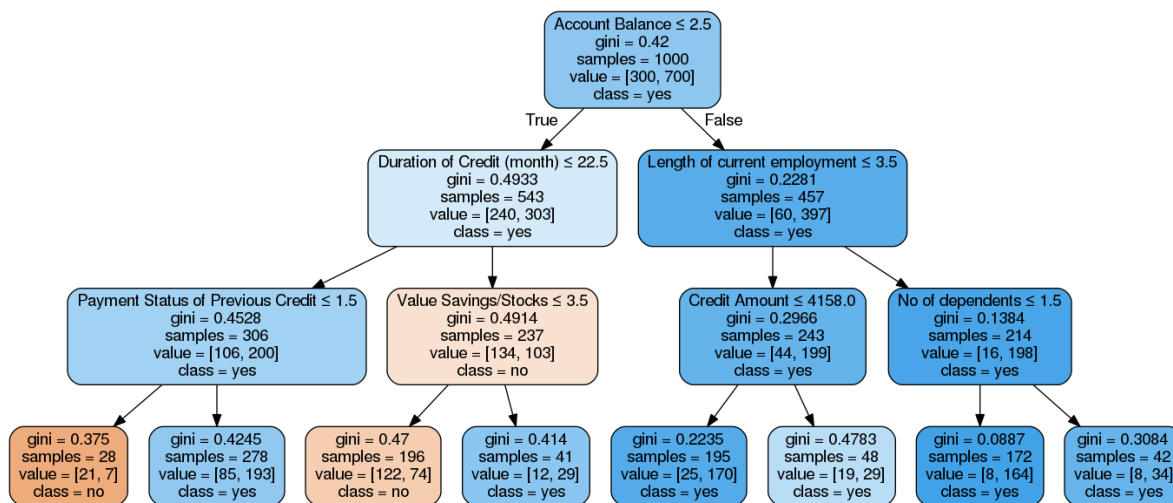 Account Balance ≤ 2.5
gini = 0.42
samples = 1000
value = [300, 700]
class = yes
True
False
Duration of Credit (month) ≤ 22.5
gini = 0.4933
samples = 543
value = [240, 303]
class = yes
Length of current employment ≤ 3.5
gini = 0.2281
samples = 457
value = [60, 397]
class = yes
Payment Status of Previous Credit ≤ 1.5
gini = 0.4528
samples = 306
value = [106, 200]
class = yes
Value Savings/Stocks ≤ 3.5
gini = 0.4914
samples = 237
value = [134, 103]
class = no
Credit Amount ≤ 4158.0
gini = 0.2966
samples = 243
value = [44, 199]
class = yes
No of dependents ≤ 1.5
gini = 0.1384
samples = 214
value = [16, 198]
class = yes
gini = 0.375
samples = 28
value = [21, 7]
class = no
gini = 0.4245
samples = 278
value = [85, 193]
class = yes
gini = 0.47
samples = 196
value = [122, 74]
class = no
gini = 0.414
samples = 41
value = [12, 29]
class = yes
gini = 0.2235
samples = 195
value = [25, 170]
class = yes
gini = 0.4783
samples = 48
value = [19, 29]
class = yes
gini = 0.0887
samples = 172
value = [8, 164]
class = yes
gini = 0.3084
samples = 42
value = [8, 34]
class = yes